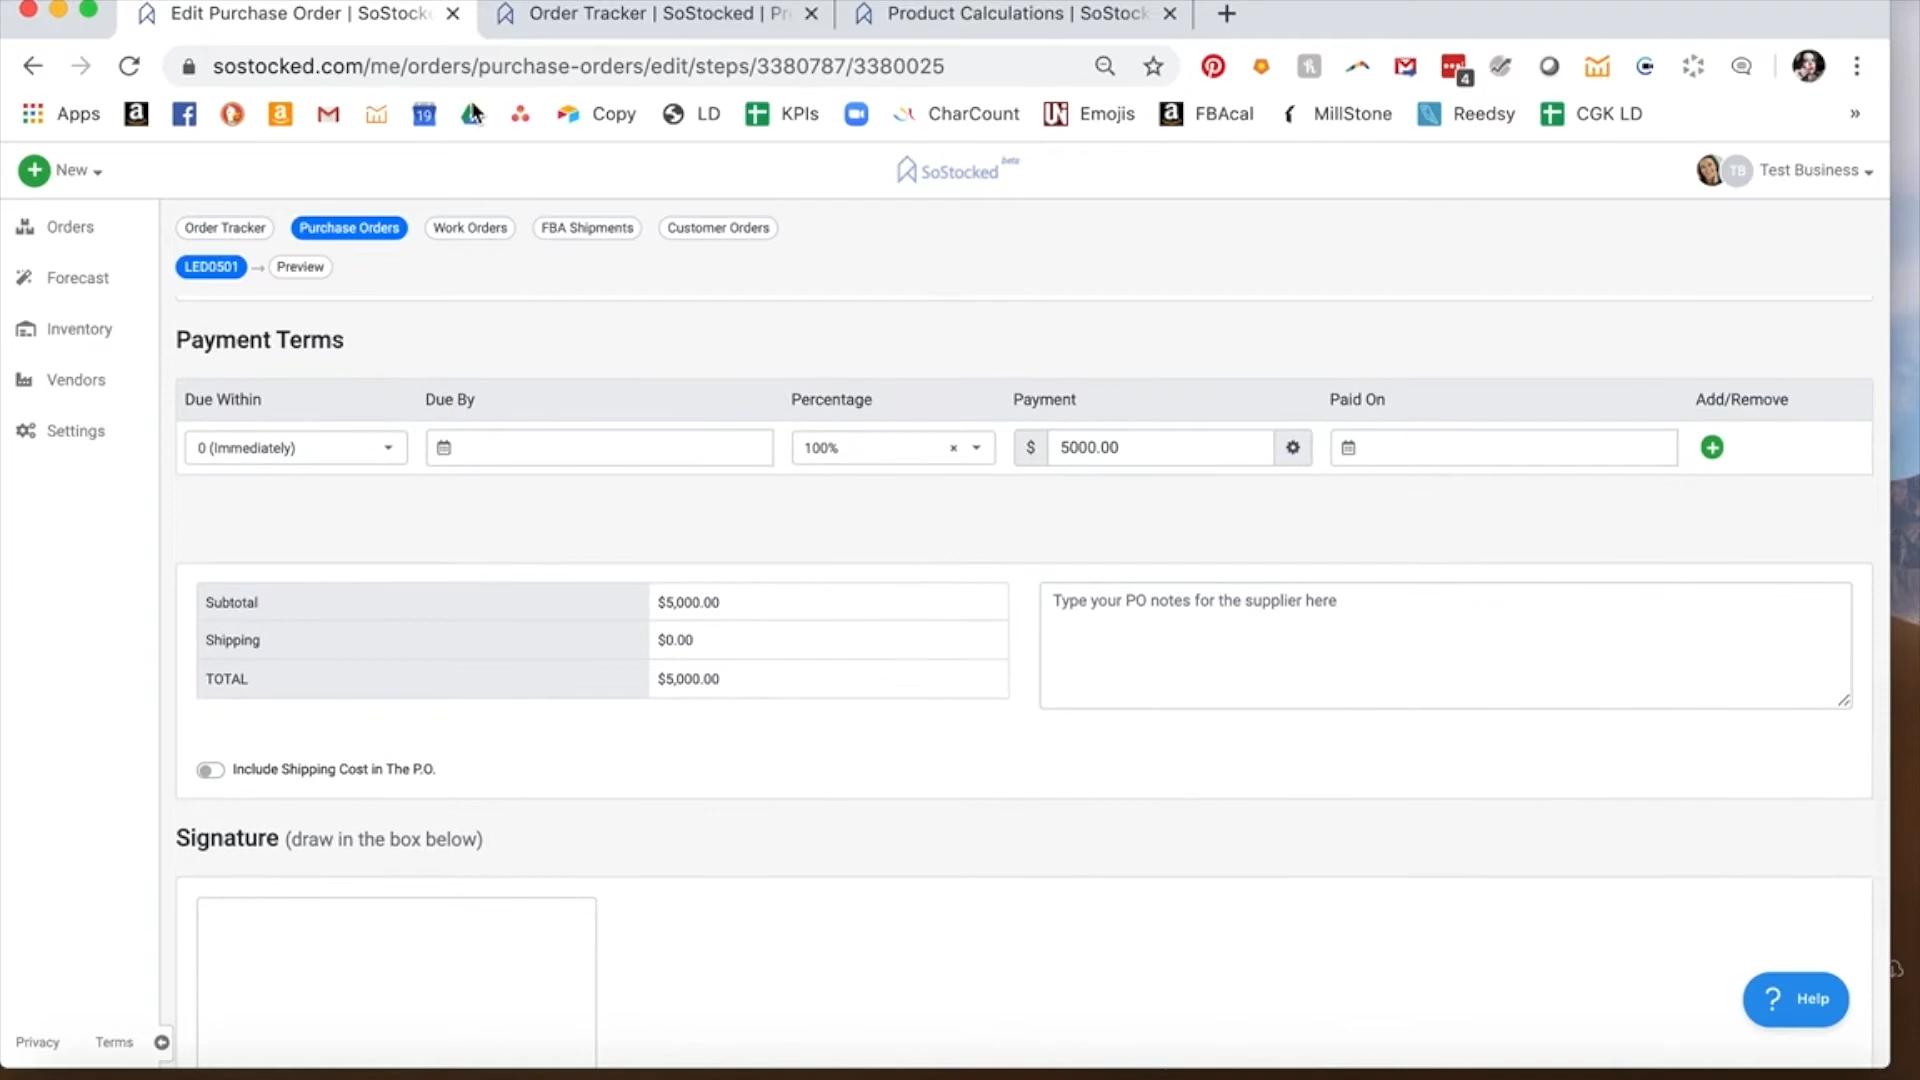 Edit Purchase Order | SoStocke
Order Tracker | SoStocked | Pr
Product Calculations | SoStock
sostocked.com/me/orders/purchase-orders/edit/steps/3380787/3380025
4
Apps
a
19
Copy
LD
KPIs
CharCount
Emojis
FBAcal
MillStone
Reedsy
CGK LD
»
New
SoStocked beta
TB
Test Business
Orders
Forecast
Inventory
Vendors
Settings
Order Tracker
Purchase Orders
Work Orders
FBA Shipments
Customer Orders
LED0501 → Preview
Payment Terms
Due Within
Due By
Percentage
Payment
Paid On
Add/Remove
0 (Immediately)
100%
$ 5000.00
Subtotal $5,000.00
Shipping $0.00
TOTAL $5,000.00
Type your PO notes for the supplier here
Include Shipping Cost in The P.O.
Signature (draw in the box below)
? Help
Privacy
Terms